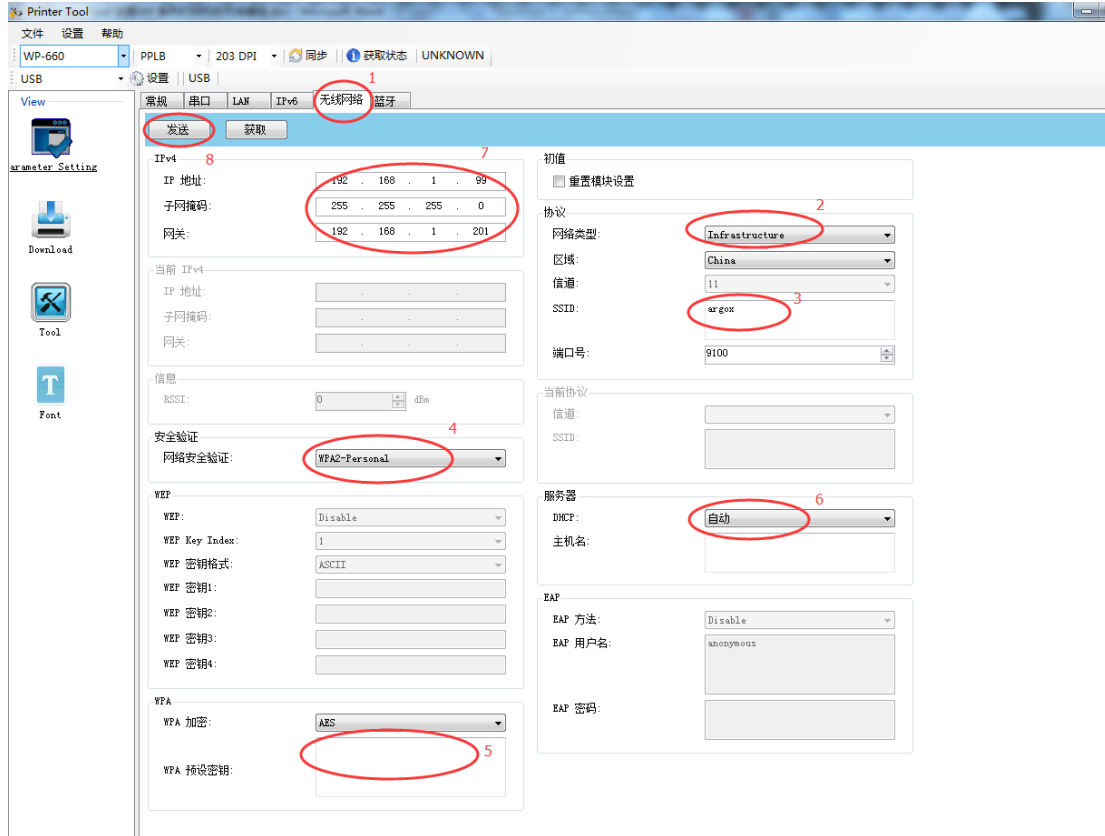 Printer Tool
文件 设置 帮助
WP-660 PPLB 203 DPI 同步 获取状态 UNKNOWN
USB 设置 USB
1
View
常规 串口 LAN IPv6 无线网络 蓝牙
发送 获取
8
arameter Setting
Download
Tool
Font
IPv4
7
IP 地址: 192 . 168 . 1 . 99
子网掩码: 255 . 255 . 255 . 0
网关: 192 . 168 . 1 . 201
当前 IPv4
IP 地址: . . .
子网掩码: . . .
网关: . . .
信息
RSSI: 0 dBm
安全验证
4
网络安全验证: WPA2-Personal
WEP
WEP: Disable
WEP Key Index: 1
WEP 密钥格式: ASCII
WEP 密钥1:
WEP 密钥2:
WEP 密钥3:
WEP 密钥4:
WPA
WPA 加密: AES
5
WPA 预设密钥:
初值
重置模块设置
协议
2
网络类型: Infrastructure
区域: China
信道: 11
3
SSID: argox
端口号: 9100
当前协议
信道:
SSID:
服务器
6
DHCP: 自动
主机名:
EAP
EAP 方法: Disable
EAP 用户名: anonymous
EAP 密码: